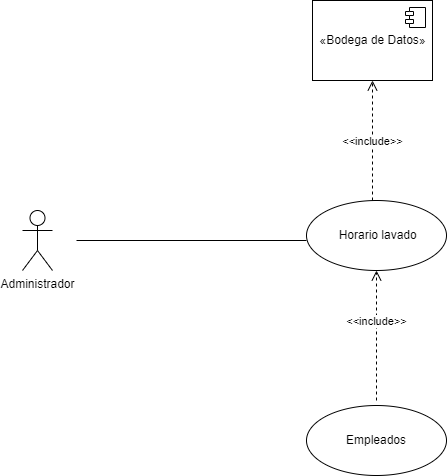 «Bodega de Datos»
<<include>>
Horario lavado
Administrador
<<include>>
Empleados